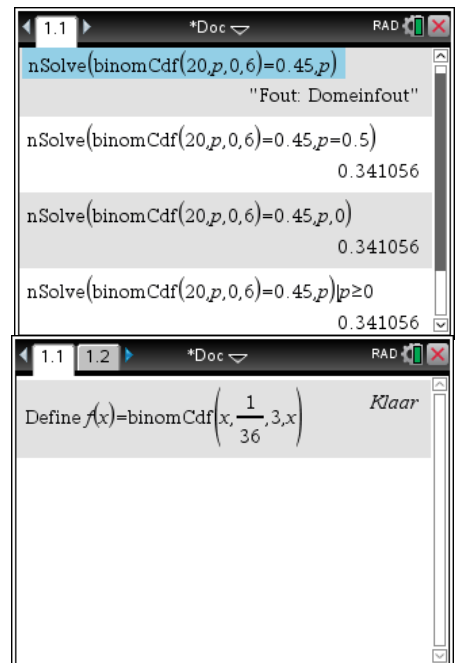 1.1 *Doc RAD
nSolve(binomCdf(20,p,0,6)=0.45,p)
"Fout: Domeinfout"
nSolve(binomCdf(20,p,0,6)=0.45,p=0.5)
0.341056
nSolve(binomCdf(20,p,0,6)=0.45,p,0)
0.341056
nSolve(binomCdf(20,p,0,6)=0.45,p)|p≥0
0.341056
1.1 1.2 *Doc RAD
Define f(x)=binomCdf(x,1/36,3,x) Klaar